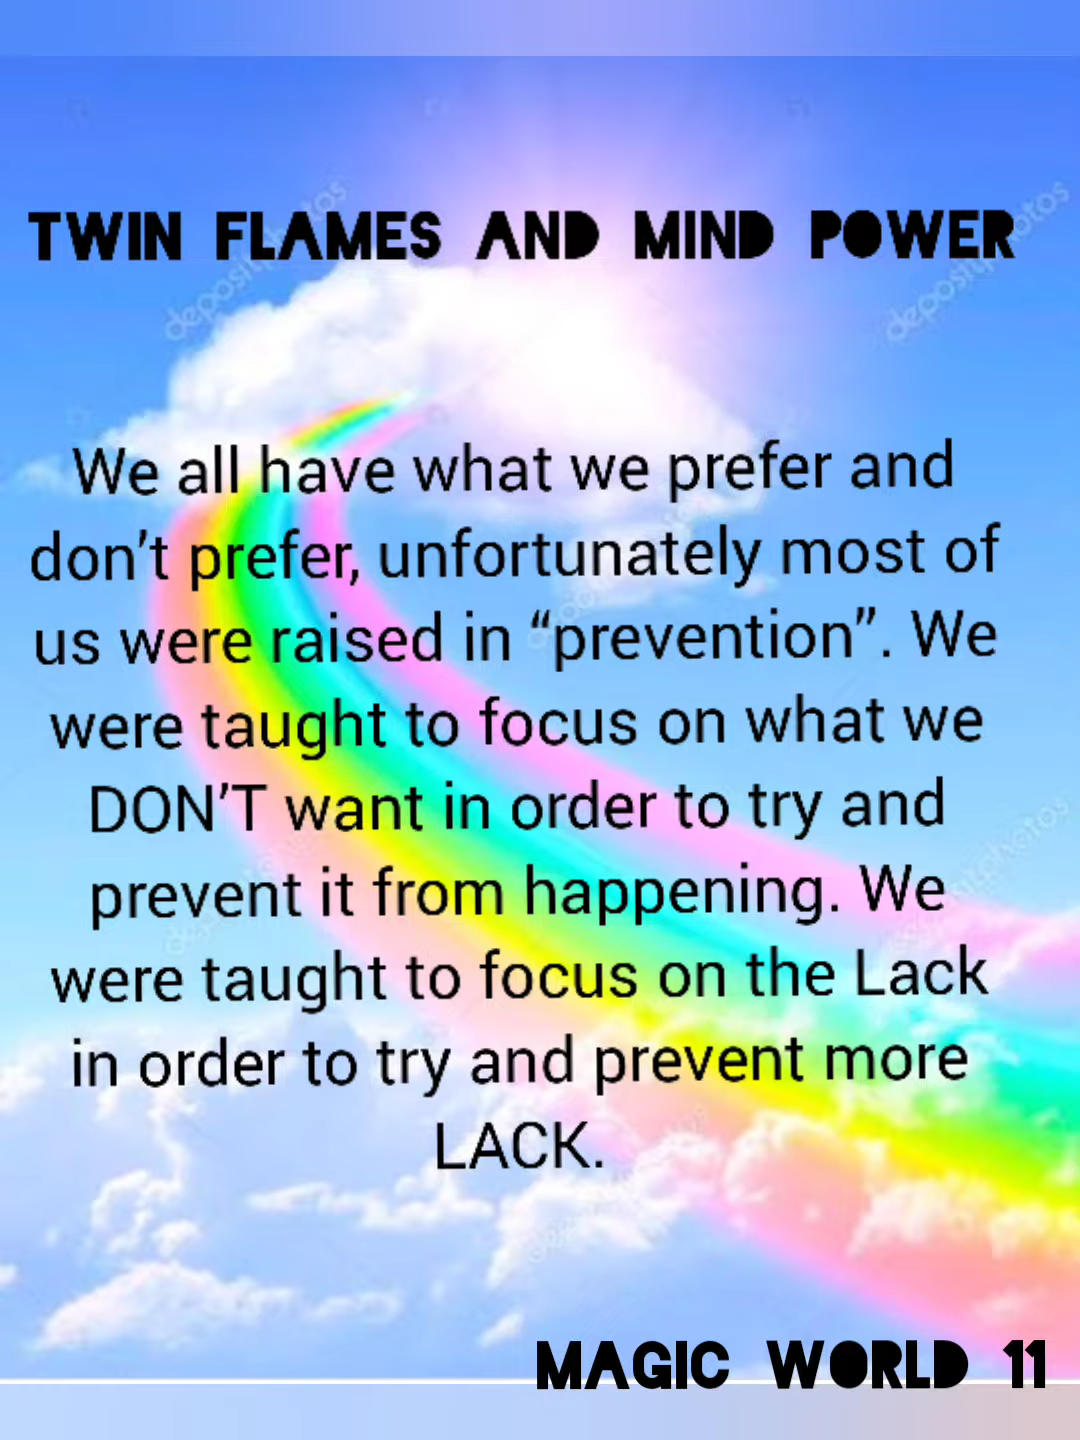 TWIN FLAMES AND MIND POWER
We all have what we prefer and
don’t prefer, unfortunately most of
us were raised in “prevention”. We
were taught to focus on what we
DON’T want in order to try and
prevent it from happening. We
were taught to focus on the Lack
in order to try and prevent more
LACK.
MAGIC WORLD 11
depositphotos
depositphotos
depositphotos